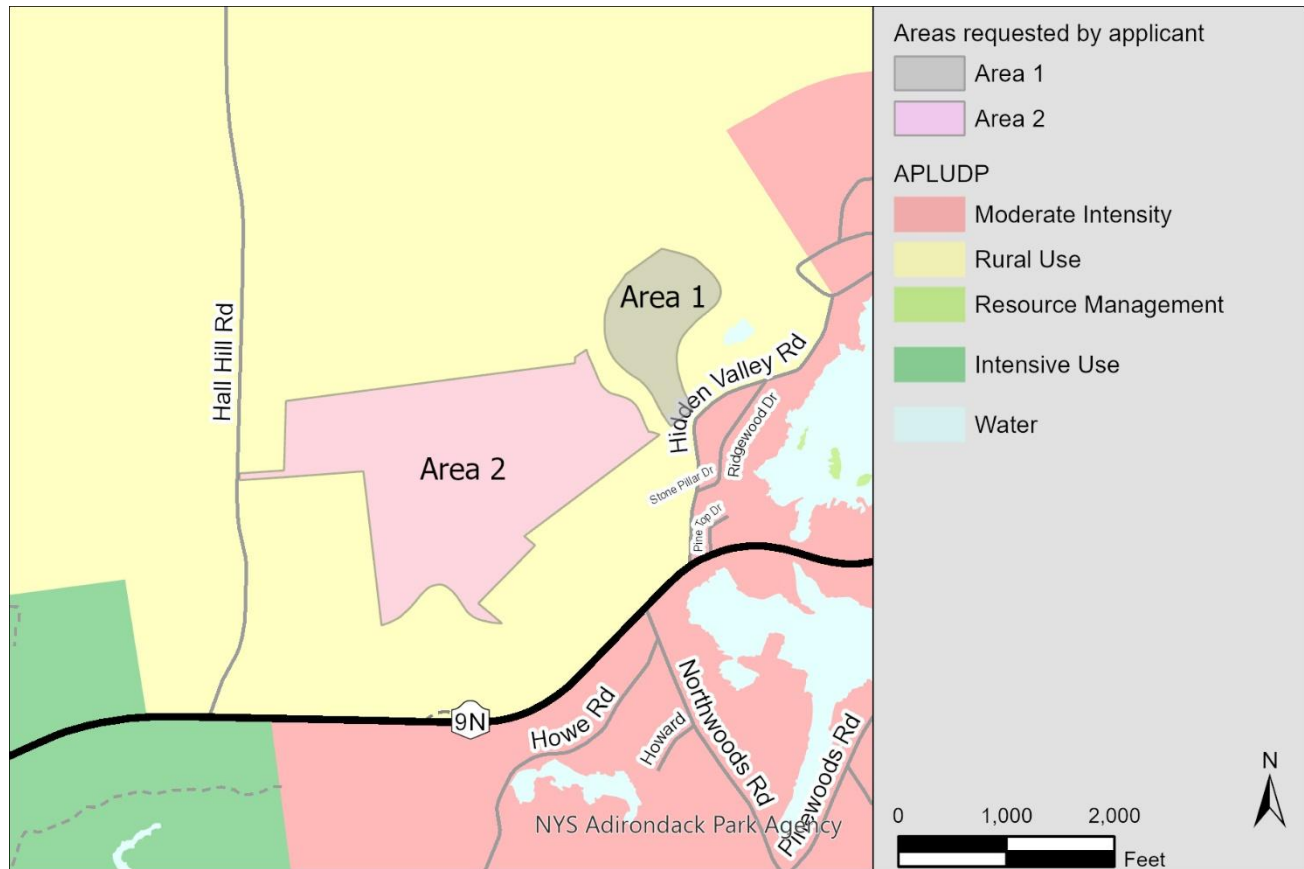 Areas requested by applicant
Area 1
Area 2
APLUDP
Moderate Intensity
Rural Use
Resource Management
Intensive Use
Water
Hall Hill Rd
Area 1
Hidden Valley Rd
Ridgewood Dr
Area 2
Stone Pillar Dr
Pine Top Dr
9N
Howe Rd
Howard
Northwoods Rd
Pinewoods Rd
NYS Adirondack Park Agency
N
0 1,000 2,000
Feet